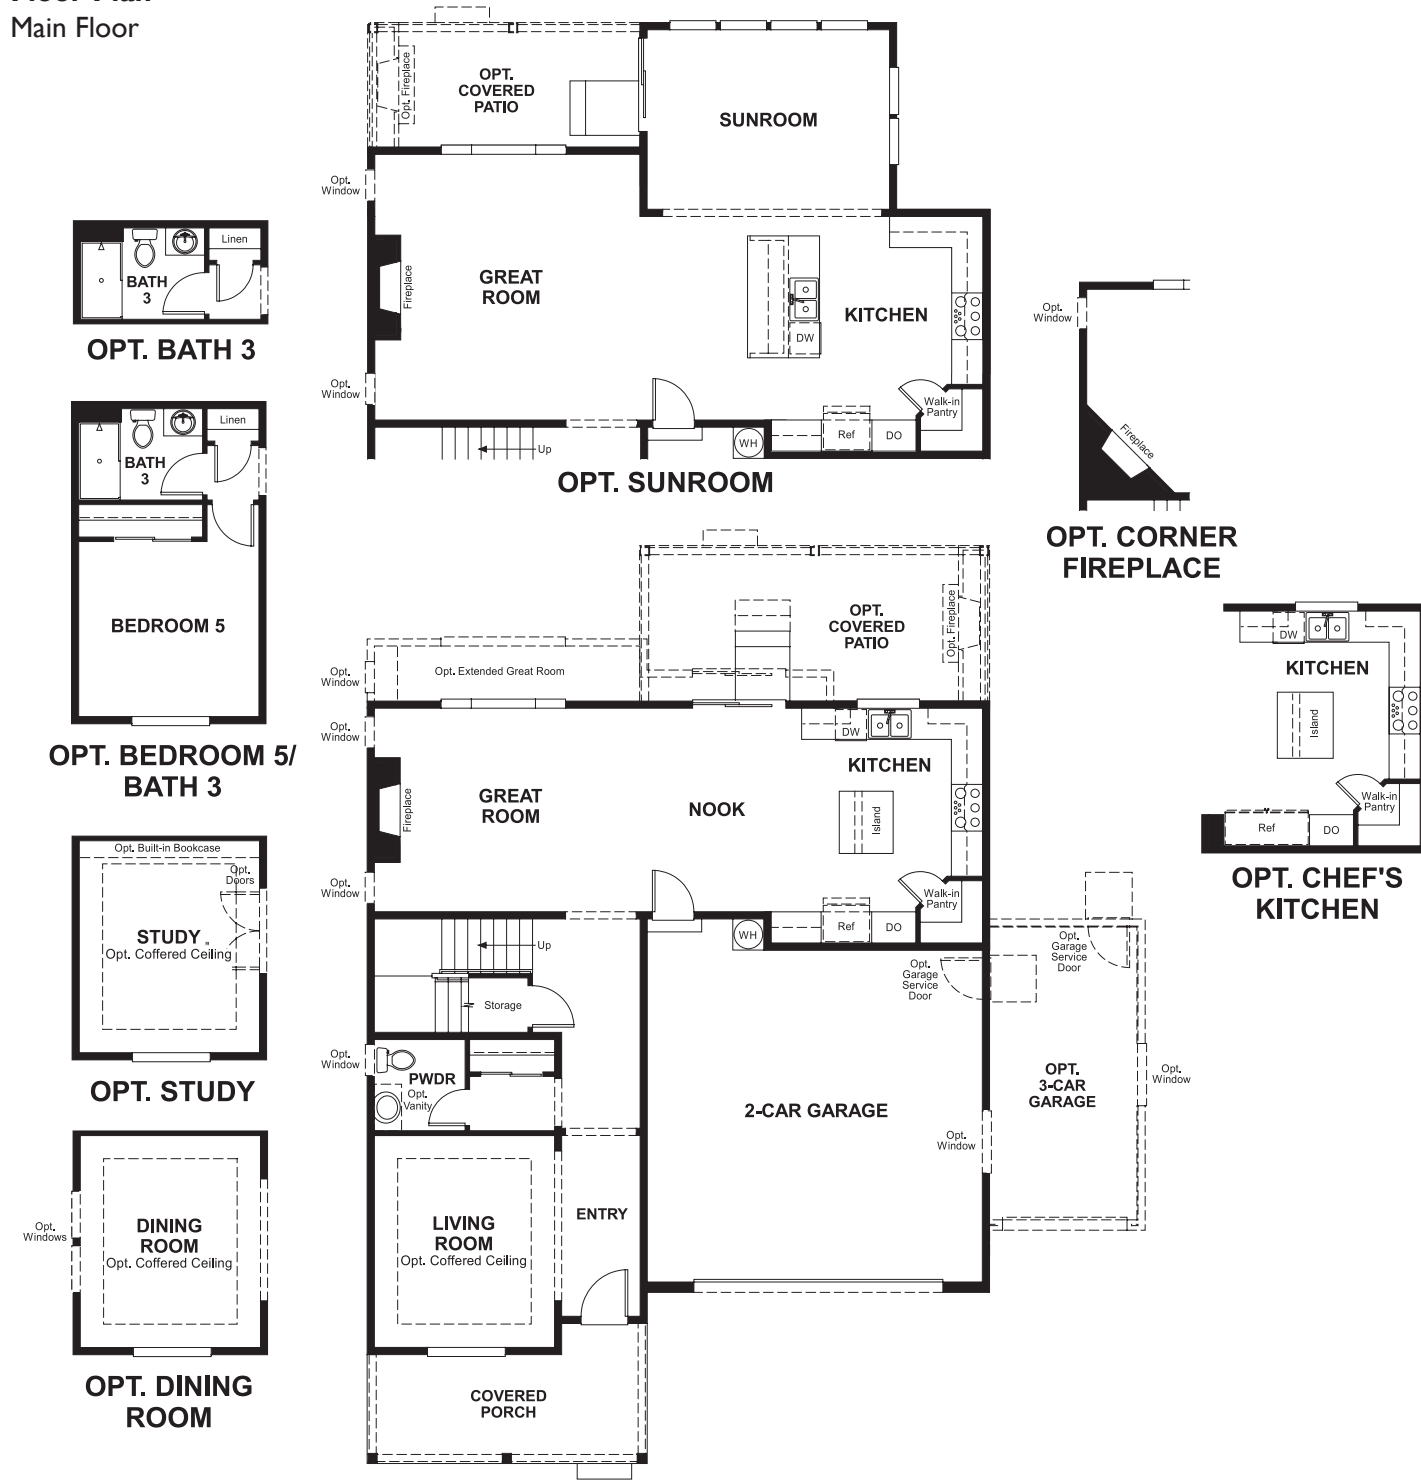 Main Floor
OPT.
COVERED
PATIO
Opt. Fireplace
SUNROOM
Opt.
Window
GREAT
ROOM
Fireplace
KITCHEN
DW
Opt.
Window
Walk-in
Pantry
Ref
DO
WH
Up
OPT. SUNROOM
Linen
BATH
3
OPT. BATH 3
Linen
BATH
3
BEDROOM 5
OPT. BEDROOM 5/
BATH 3
Opt.
Window
Fireplace
OPT. CORNER
FIREPLACE
OPT.
COVERED
PATIO
Opt. Fireplace
Opt.
Window
Opt. Extended Great Room
Opt.
Window
DW
KITCHEN
GREAT
ROOM
Fireplace
NOOK
Island
Opt.
Window
Walk-in
Pantry
Ref
DO
WH
Up
Storage
Opt.
Garage
Service
Door
Opt.
Garage
Service
Door
Opt.
Window
PWDR
Opt.
Vanity
2-CAR GARAGE
OPT.
3-CAR
GARAGE
Opt.
Window
Opt.
Window
LIVING
ROOM
Opt. Coffered Ceiling
ENTRY
COVERED
PORCH
DW
KITCHEN
Island
Walk-in
Pantry
Ref
DO
OPT. CHEF'S
KITCHEN
Opt. Built-in Bookcase
Opt.
Doors
STUDY
Opt. Coffered Ceiling
OPT. STUDY
Opt.
Windows
DINING
ROOM
Opt. Coffered Ceiling
OPT. DINING
ROOM